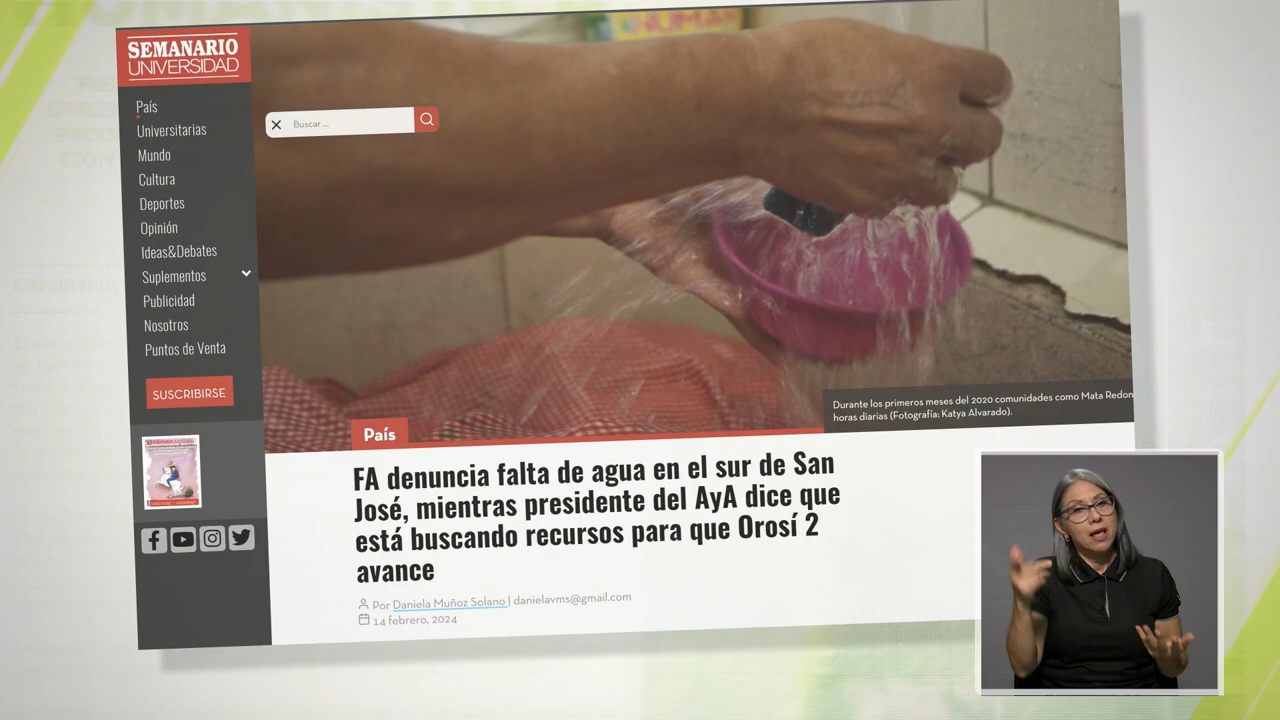 SEMANARIO
UNIVERSIDAD
País
Universitarias
Mundo
Cultura
Deportes
Opinión
Ideas&Debates
Suplementos
Publicidad
Nosotros
Puntos de Venta
SUSCRIBIRSE
Buscar ...
Durante los primeros meses del 2020 comunidades como Mata Redon
horas diarias (Fotografía: Katya Alvarado).
País
FA denuncia falta de agua en el sur de San
José, mientras presidente del AyA dice que
está buscando recursos para que Orosí 2
avance
Por Daniela Muñoz Solano | danielavms@gmail.com
14 febrero, 2024